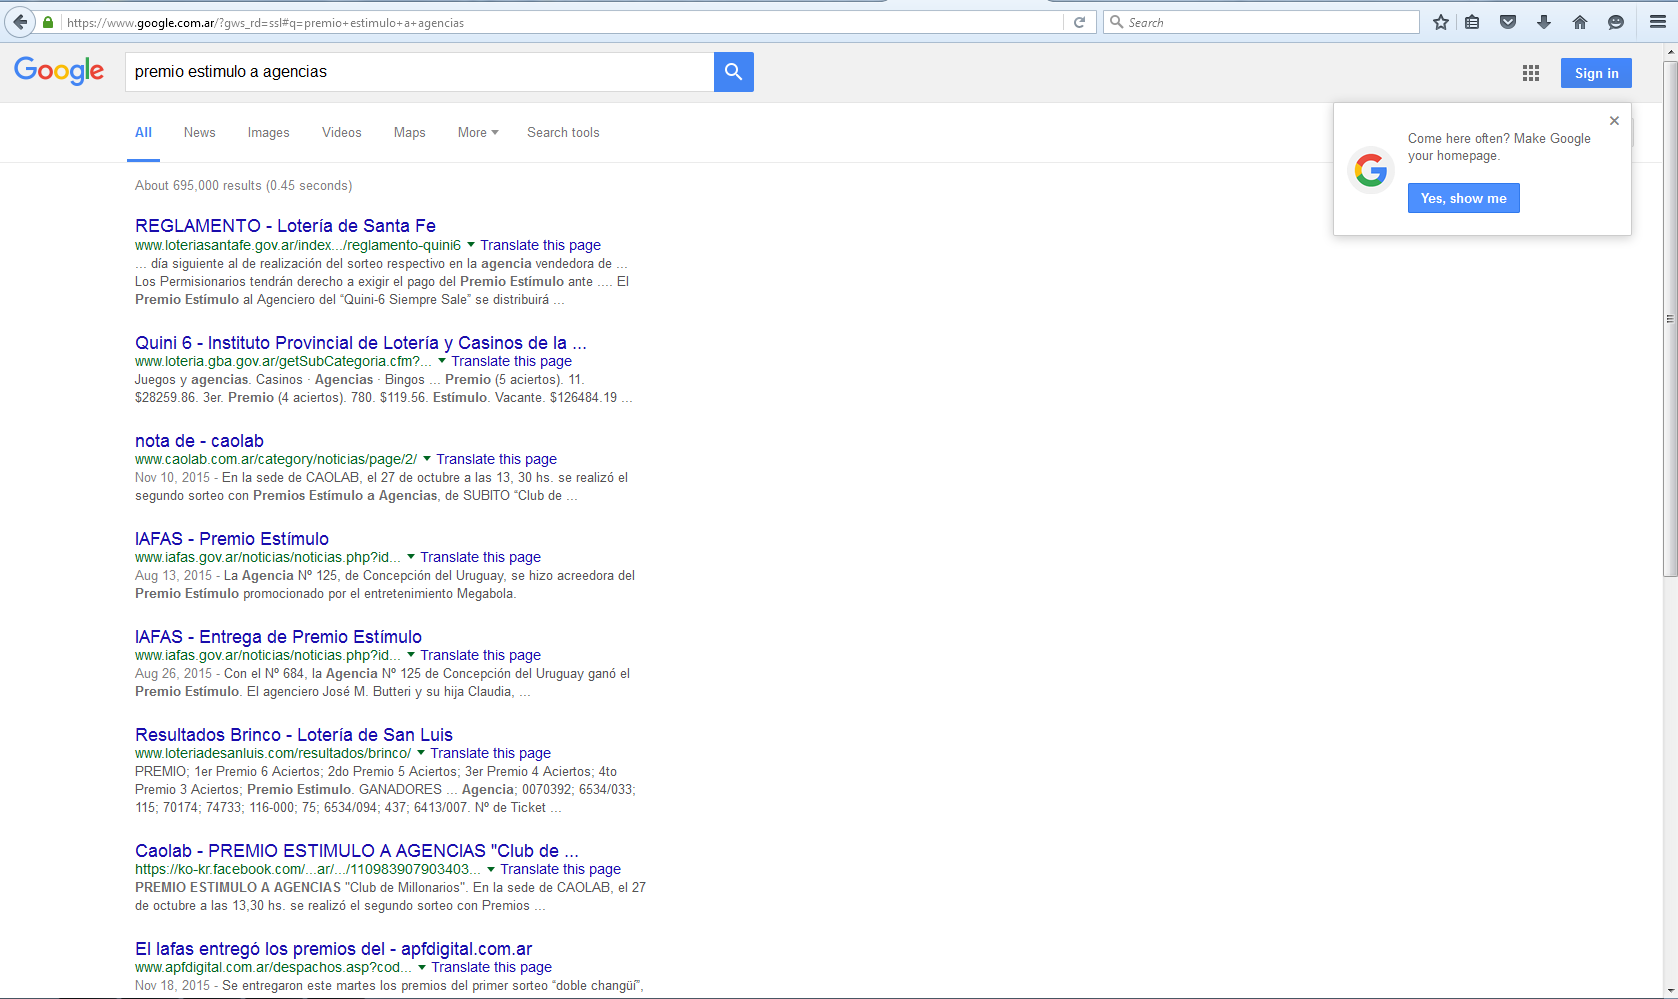 https://www.google.com.ar/?gws_rd=ssl#q=premio+estimulo+a+agencias
Search
Google
premio estimulo a agencias
Sign in
All News Images Videos Maps More Search tools
Come here often? Make Google
your homepage.
Yes, show me
About 695,000 results (0.45 seconds)
REGLAMENTO - Lotería de Santa Fe
www.loteriasantafe.gov.ar/index.../reglamento-quini6 Translate this page
... día siguiente al de realización del sorteo respectivo en la agencia vendedora de ...
Los Permisionarios tendrán derecho a exigir el pago del Premio Estímulo ante .... El
Premio Estímulo al Agenciero del “Quini-6 Siempre Sale” se distribuirá ...
Quini 6 - Instituto Provincial de Lotería y Casinos de la ...
www.loteria.gba.gov.ar/getSubCategoria.cfm?... Translate this page
Juegos y agencias. Casinos · Agencias · Bingos ... Premio (5 aciertos). 11.
$28259.86. 3er. Premio (4 aciertos). 780. $119.56. Estímulo. Vacante. $126484.19 ...
nota de - caolab
www.caolab.com.ar/category/noticias/page/2/ Translate this page
Nov 10, 2015 - En la sede de CAOLAB, el 27 de octubre a las 13, 30 hs. se realizó el
segundo sorteo con Premios Estímulo a Agencias, de SUBITO “Club de ...
IAFAS - Premio Estímulo
www.iafas.gov.ar/noticias/noticias.php?id... Translate this page
Aug 13, 2015 - La Agencia Nº 125, de Concepción del Uruguay, se hizo acreedora del
Premio Estímulo promocionado por el entretenimiento Megabola.
IAFAS - Entrega de Premio Estímulo
www.iafas.gov.ar/noticias/noticias.php?id... Translate this page
Aug 26, 2015 - Con el Nº 684, la Agencia Nº 125 de Concepción del Uruguay ganó el
Premio Estímulo. El agenciero José M. Butteri y su hija Claudia, ...
Resultados Brinco - Lotería de San Luis
www.loteriadesanluis.com/resultados/brinco/ Translate this page
PREMIO; 1er Premio 6 Aciertos; 2do Premio 5 Aciertos; 3er Premio 4 Aciertos; 4to
Premio 3 Aciertos; Premio Estimulo. GANADORES ... Agencia; 0070392; 6534/033;
115; 70174; 74733; 116-000; 75; 6534/094; 437; 6413/007. Nº de Ticket ...
Caolab - PREMIO ESTIMULO A AGENCIAS "Club de ...
https://ko-kr.facebook.com/...ar/.../110983907903403... Translate this page
PREMIO ESTIMULO A AGENCIAS "Club de Millonarios". En la sede de CAOLAB, el 27
de octubre a las 13,30 hs. se realizó el segundo sorteo con Premios ...
El Iafas entregó los premios del - apfdigital.com.ar
www.apfdigital.com.ar/despachos.asp?cod... Translate this page
Nov 18, 2015 - Se entregaron este martes los premios del primer sorteo “doble changüí”,